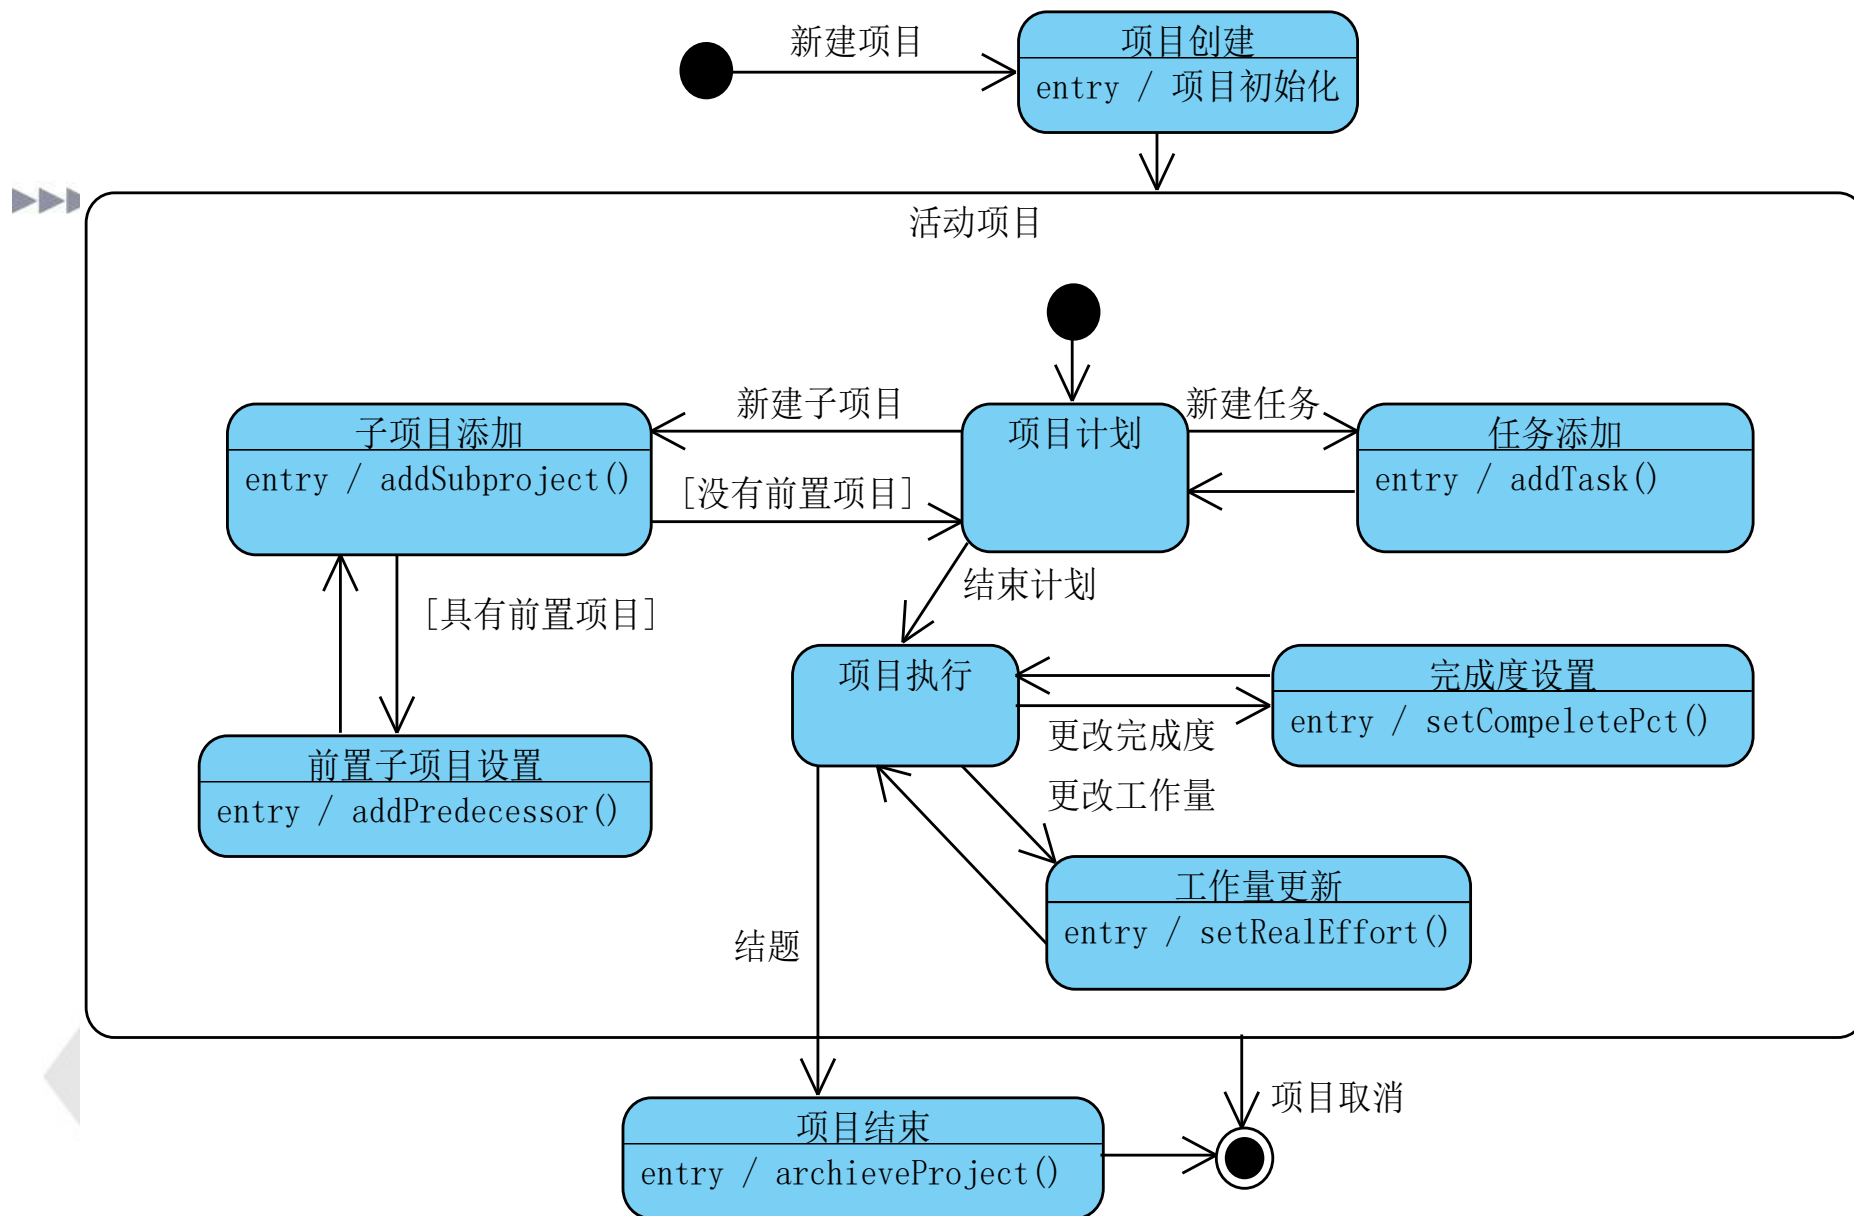 新建项目
项目创建
entry / 项目初始化
活动项目
新建子项目
新建任务
子项目添加
entry / addSubproject()
项目计划
任务添加
entry / addTask()
[没有前置项目]
结束计划
[具有前置项目]
项目执行
完成度设置
entry / setCompeletePct()
更改完成度
前置子项目设置
entry / addPredecessor()
更改工作量
工作量更新
entry / setRealEffort()
结题
项目取消
项目结束
entry / archieveProject()